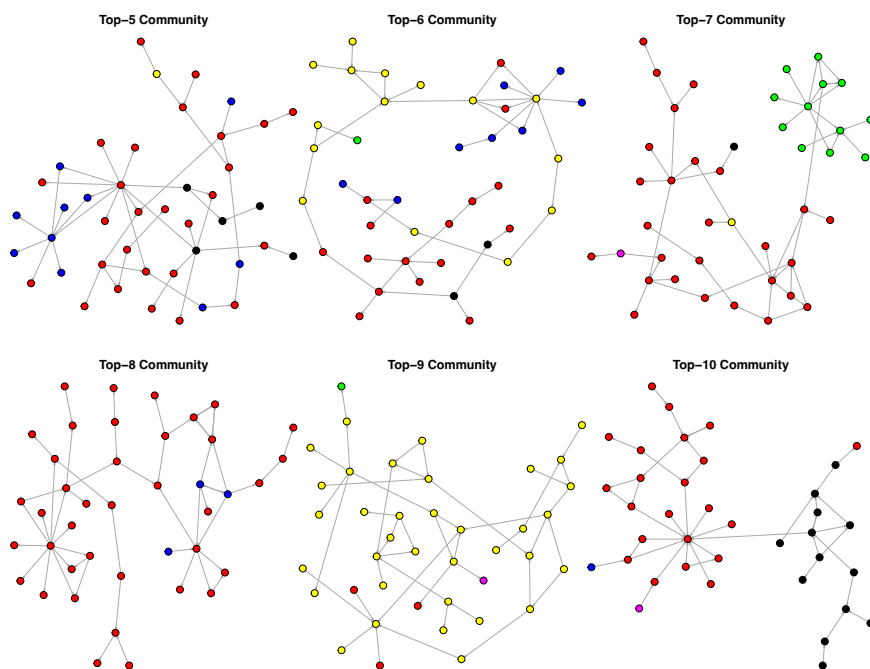 Top−5 Community
Top−6 Community
Top−7 Community
Top−8 Community
Top−9 Community
Top−10 Community